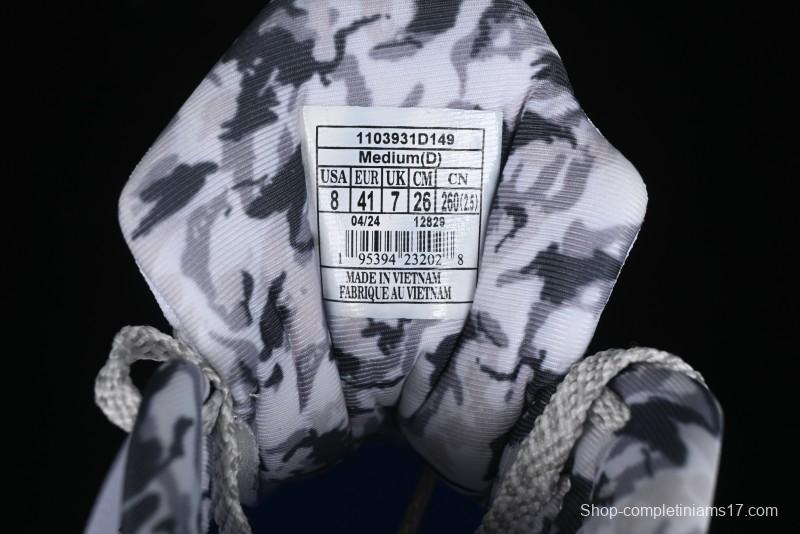 1103931D149
Medium(D)
USA EUR UK CM CN
8 41 7 26 260(2.5)
04/24 12829
1 95394 23202 8
MADE IN VIETNAM
FABRIQUE AU VIETNAM
Shop-completiniams17.com